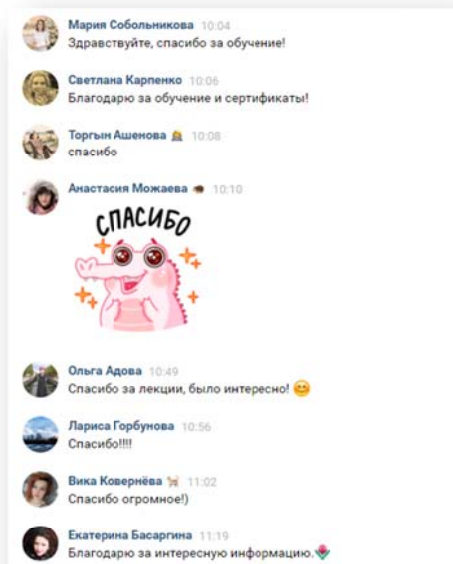 Мария Собольникова 10:04
Здравствуйте, спасибо за обучение!
Светлана Карпенко 10:06
Благодарю за обучение и сертификаты!
Торгын Ашенова 10:08
спасибо
Анастасия Можаева 10:10
СПАСИБО
Ольга Адова 10:49
Спасибо за лекции, было интересно! 😊
Лариса Горбунова 10:56
Спасибо!!!!
Вика Ковернёва 11:02
Спасибо огромное!)
Екатерина Басаргина 11:19
Благодарю за интересную информацию.🌷